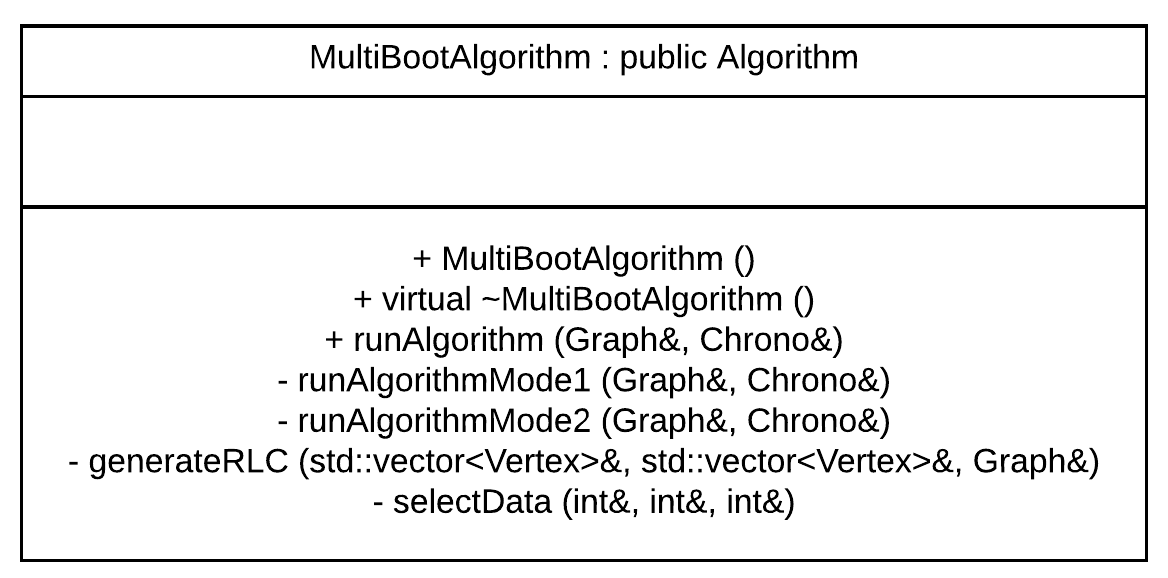 MultiBootAlgorithm : public Algorithm
+ MultiBootAlgorithm ()
+ virtual ~MultiBootAlgorithm ()
+ runAlgorithm (Graph&, Chrono&)
- runAlgorithmMode1 (Graph&, Chrono&)
- runAlgorithmMode2 (Graph&, Chrono&)
- generateRLC (std::vector<Vertex>&, std::vector<Vertex>&, Graph&)
- selectData (int&, int&, int&)